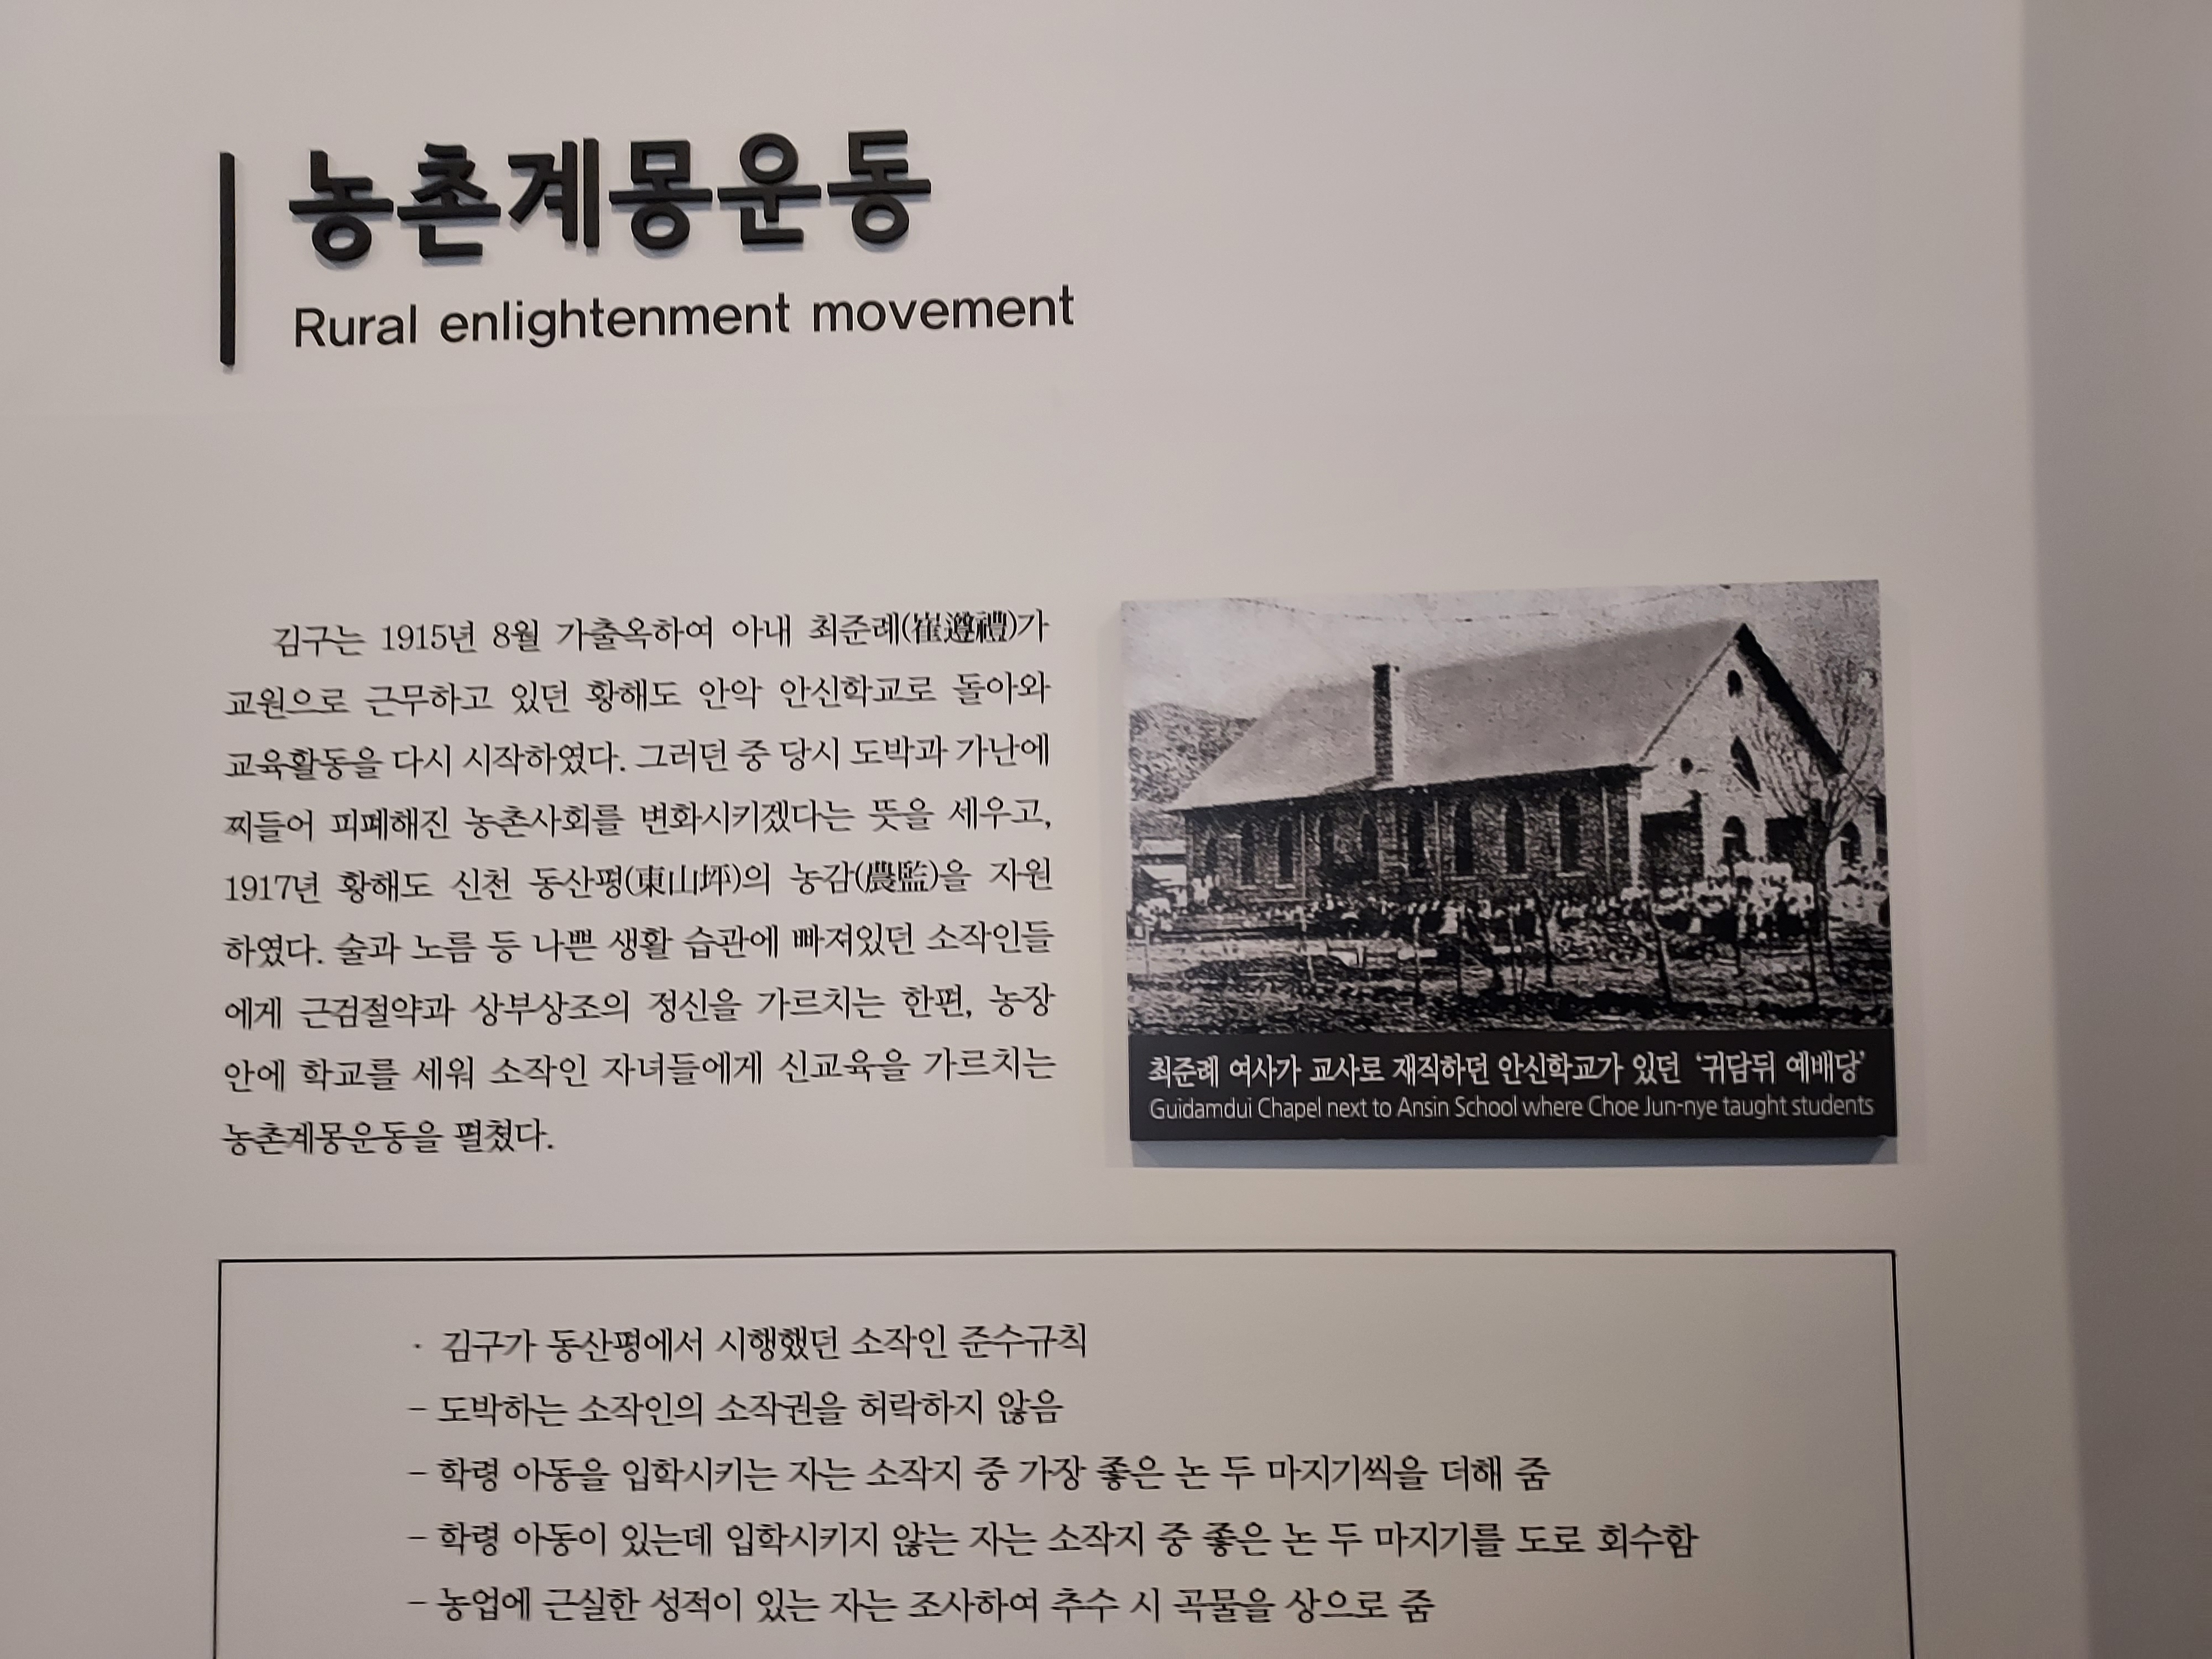 농촌계몽운동
Rural enlightenment movement
김구는 1915년 8월 가출옥하여 아내 최준례(崔遵禮)가
교원으로 근무하고 있던 황해도 안악 안신학교로 돌아와
교육활동을 다시 시작하였다. 그러던 중 당시 도박과 가난에
찌들어 피폐해진 농촌사회를 변화시키겠다는 뜻을 세우고,
1917년 황해도 신천 동산평(東山坪)의 농감(農監)을 자원
하였다. 술과 노름 등 나쁜 생활 습관에 빠져있던 소작인들
에게 근검절약과 상부상조의 정신을 가르치는 한편, 농장
안에 학교를 세워 소작인 자녀들에게 신교육을 가르치는
농촌계몽운동을 펼쳤다.
최준례 여사가 교사로 재직하던 안신학교가 있던 ‘귀담뒤 예배당’
Guidamdui Chapel next to Ansin School where Choe Jun-nye taught students
· 김구가 동산평에서 시행했던 소작인 준수규칙
- 도박하는 소작인의 소작권을 허락하지 않음
- 학령 아동을 입학시키는 자는 소작지 중 가장 좋은 논 두 마지기씩을 더해 줌
- 학령 아동이 있는데 입학시키지 않는 자는 소작지 중 좋은 논 두 마지기를 도로 회수함
- 농업에 근실한 성적이 있는 자는 조사하여 추수 시 곡물을 상으로 줌